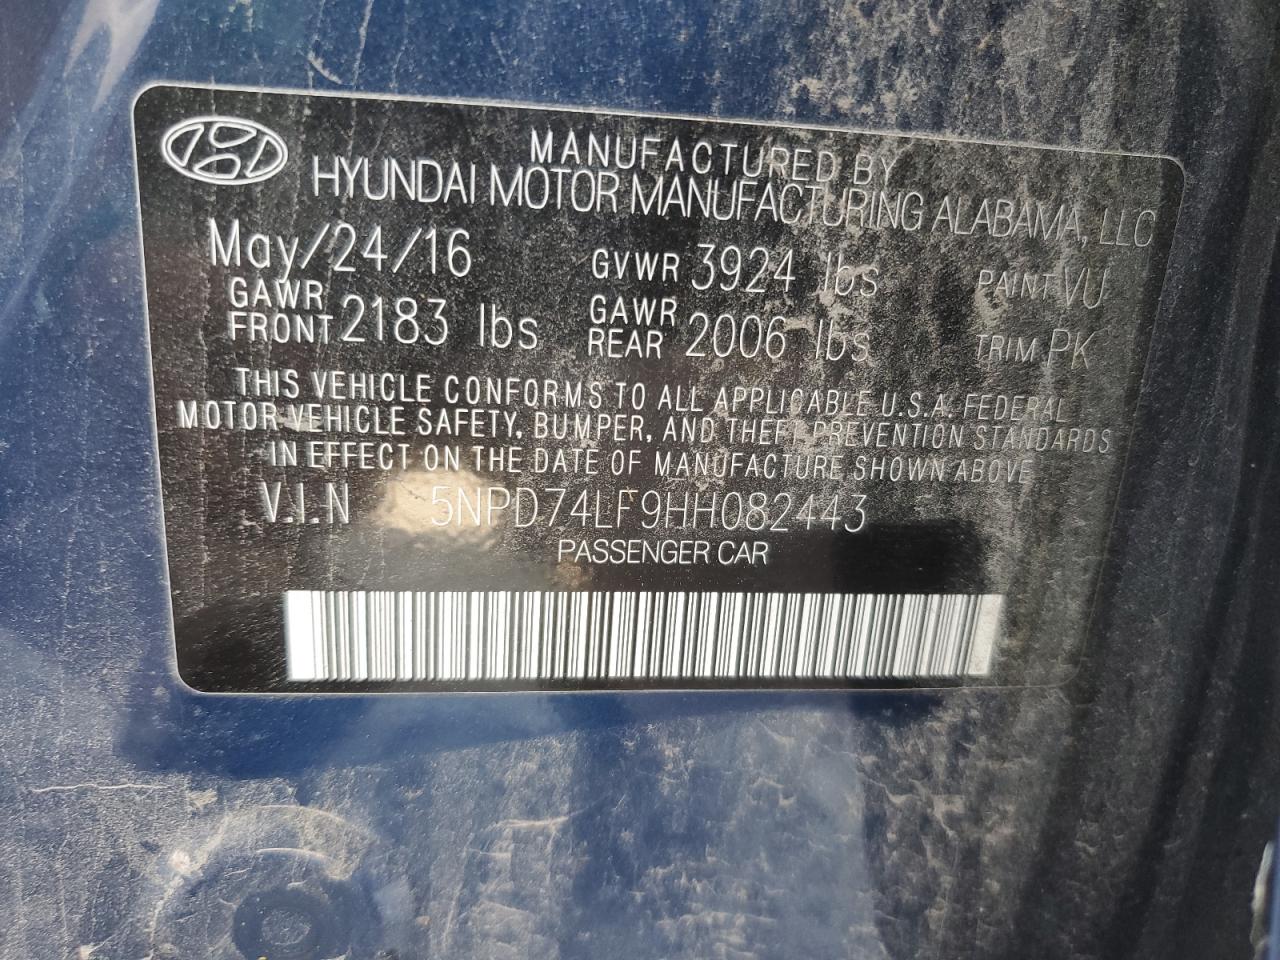 MANUFACTURED BY
HYUNDAI MOTOR MANUFACTURING ALABAMA, LLC
May/24/16 GVWR 3924 lbs PAINT VU
GAWR FRONT 2183 lbs GAWR REAR 2006 lbs TRIM PK
THIS VEHICLE CONFORMS TO ALL APPLICABLE U.S.A. FEDERAL
MOTOR VEHICLE SAFETY, BUMPER, AND THEFT PREVENTION STANDARDS
IN EFFECT ON THE DATE OF MANUFACTURE SHOWN ABOVE
V.I.N 5NPD74LF9HH082443
PASSENGER CAR